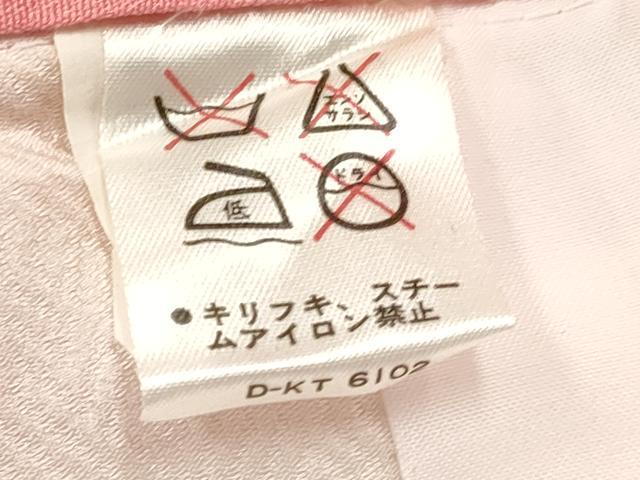 エンソ
サラシ
低
ドライ
● キリフキ、スチー
ムアイロン禁止
D-KT 6102